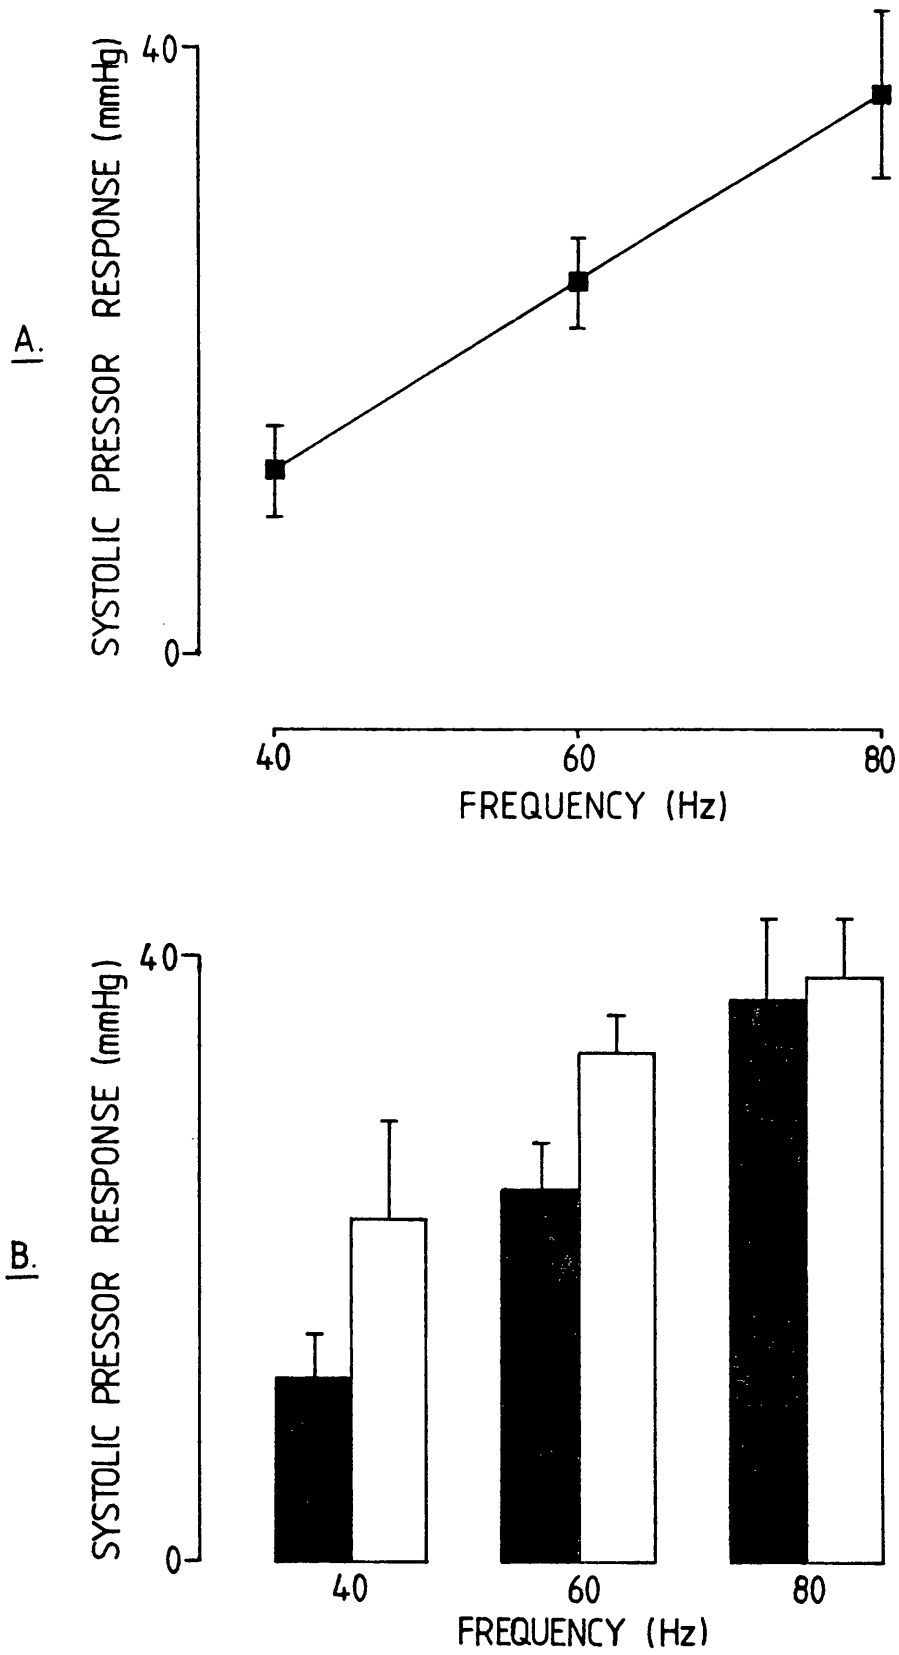 A.
SYSTOLIC PRESSOR RESPONSE (mmHg)
40
0
40 60 80
FREQUENCY (Hz)
B.
SYSTOLIC PRESSOR RESPONSE (mmHg)
40
0
40 60 80
FREQUENCY (Hz)